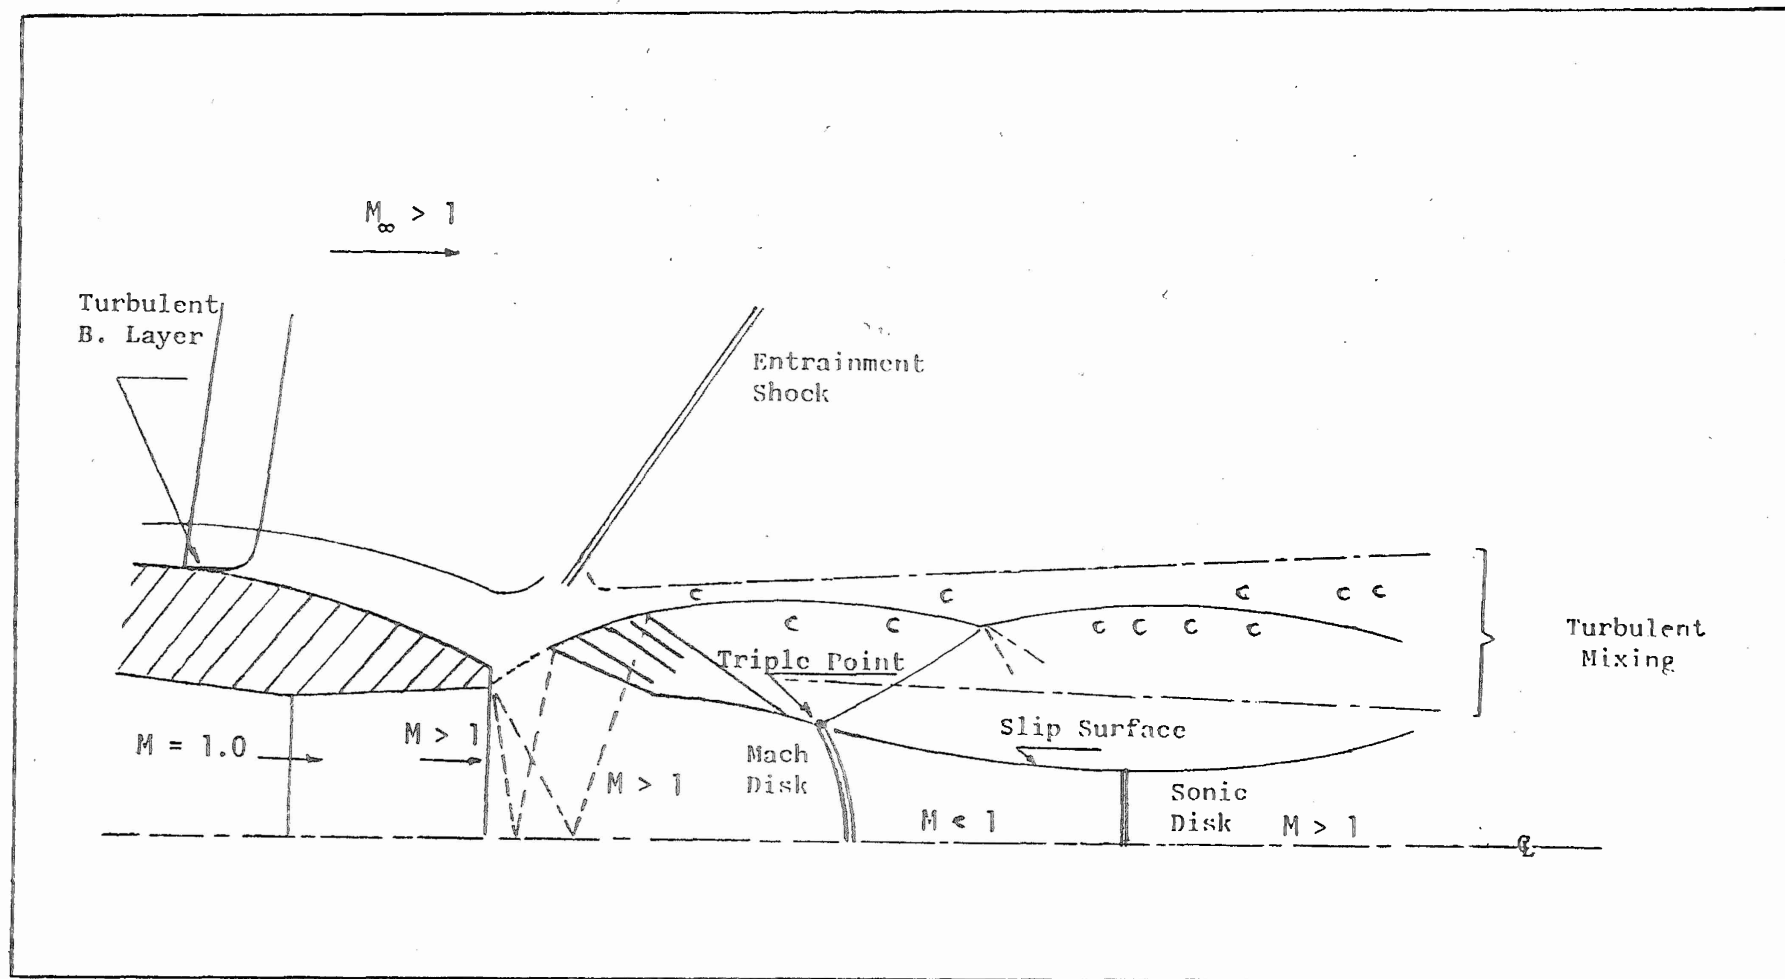 M∞ > 1
Turbulent
B. Layer
Entrainment
Shock
c
c
c
c c
c
c
c c c c
Triple Point
Turbulent
Mixing
Slip Surface
M = 1.0
M > 1
Mach
Disk
M > 1
Sonic
Disk
M < 1
M > 1
℄